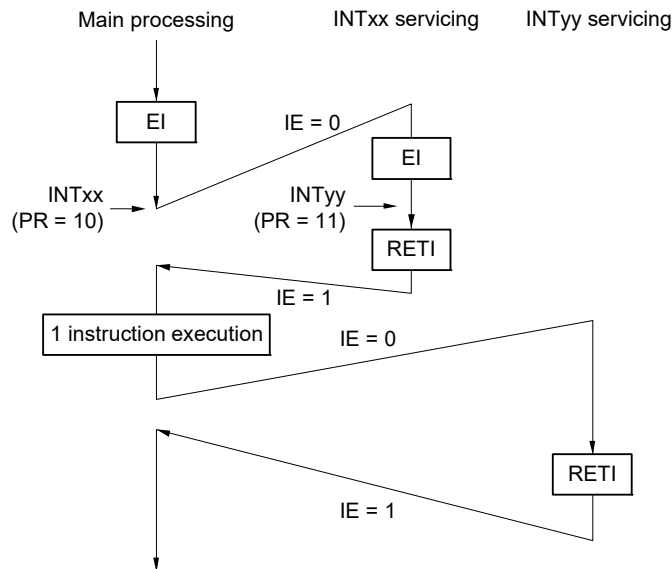 Main processing
INTxx servicing
INTyy servicing
IE = 0
EI
EI
INTxx
(PR = 10)
INTyy
(PR = 11)
RETI
IE = 1
1 instruction execution
IE = 0
RETI
IE = 1